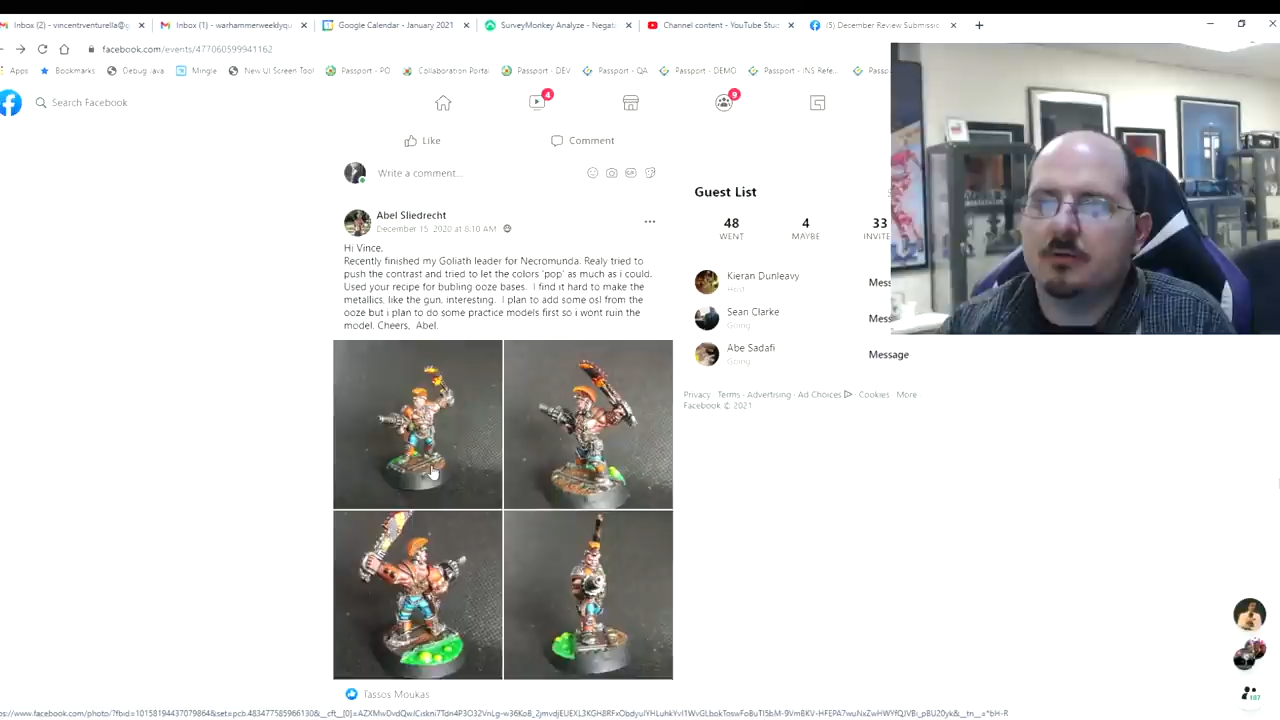 Inbox (2) - vincentrventurella@g
Inbox (1) - warhammerweeklyqu
Google Calendar - January 2021
SurveyMonkey Analyze - Negat
Channel content - YouTube Stu
(5) December Review Submissio
facebook.com/events/477060599941162
Apps
Bookmarks
Debug Java
Mingle
New UI Screen Tool
Passport - PO
Collaboration Portal
Passport - DEV
Passport - QA
Passport - DEMO
Passport - INS Refe...
Passp
Search Facebook
4
9
Like
Comment
Write a comment...
GIF
Abel Sliedrecht
December 15, 2020 at 8:10 AM
Hi Vince,
Recently finished my Goliath leader for Necromunda. Realy tried to
push the contrast and tried to let the colors 'pop' as much as i could.
Used your recipe for bubling ooze bases. I find it hard to make the
metallics, like the gun, interesting. I plan to add some osl from the
ooze but i plan to do some practice models first so i wont ruin the
model. Cheers, Abel.
Guest List
48
WENT
4
MAYBE
33
INVITE
Kieran Dunleavy
Host
Mess
Sean Clarke
Going
Mess
Abe Sadafi
Going
Message
Privacy · Terms · Advertising · Ad Choices · Cookies · More
Facebook © 2021
Tassos Moukas
187